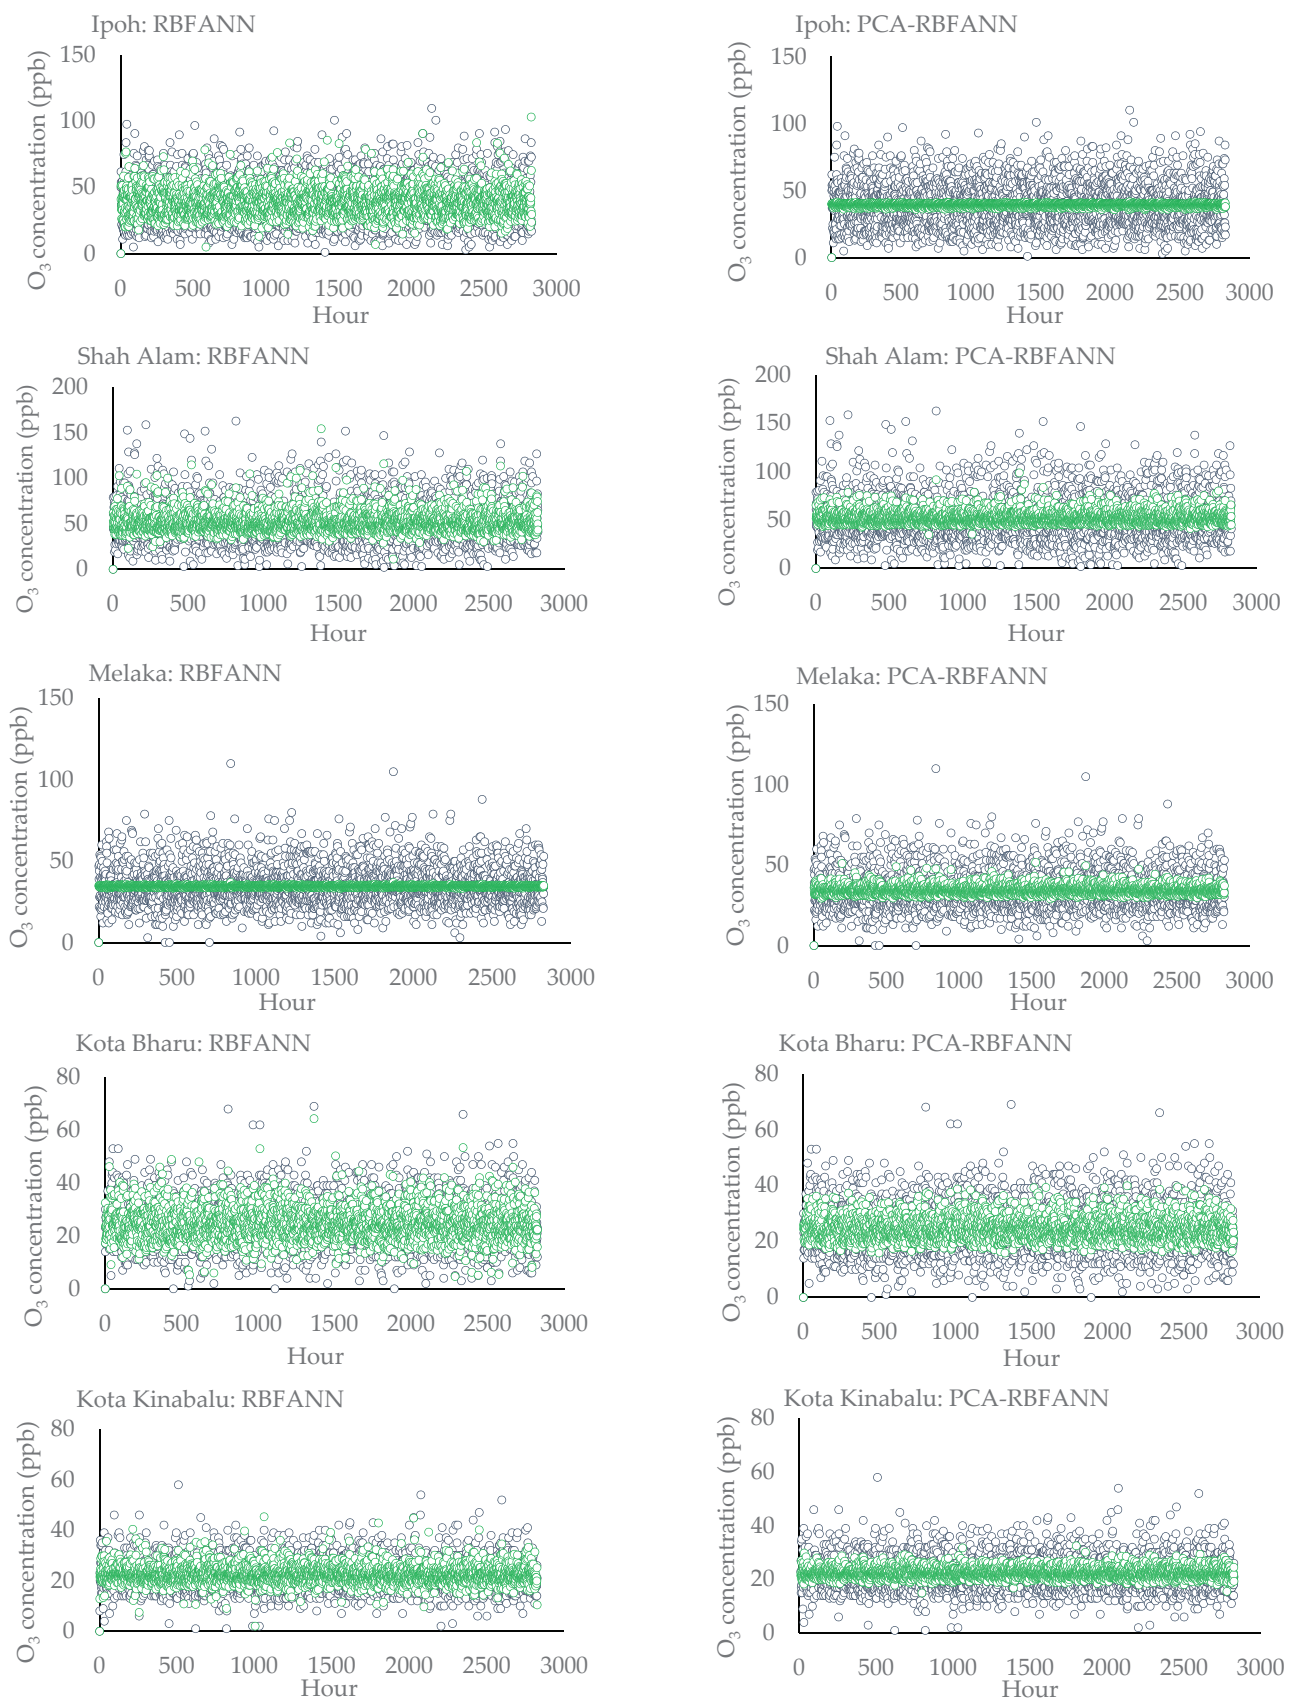 Ipoh: RBFANN
O3 concentration (ppb)
150
100
50
0
0 500 1000 1500 2000 2500 3000
Hour
Ipoh: PCA-RBFANN
O3 concentration (ppb)
150
100
50
0
0 500 1000 1500 2000 2500 3000
Hour
Shah Alam: RBFANN
O3 concentration (ppb)
200
150
100
50
0
0 500 1000 1500 2000 2500 3000
Hour
Shah Alam: PCA-RBFANN
O3 concentration (ppb)
200
150
100
50
0
0 500 1000 1500 2000 2500 3000
Hour
Melaka: RBFANN
O3 concentration (ppb)
150
100
50
0
0 500 1000 1500 2000 2500 3000
Hour
Melaka: PCA-RBFANN
O3 concentration (ppb)
150
100
50
0
0 500 1000 1500 2000 2500 3000
Hour
Kota Bharu: RBFANN
O3 concentration (ppb)
80
60
40
20
0
0 500 1000 1500 2000 2500 3000
Hour
Kota Bharu: PCA-RBFANN
O3 concentration (ppb)
80
60
40
20
0
0 500 1000 1500 2000 2500 3000
Hour
Kota Kinabalu: RBFANN
O3 concentration (ppb)
80
60
40
20
0
0 500 1000 1500 2000 2500 3000
Hour
Kota Kinabalu: PCA-RBFANN
O3 concentration (ppb)
80
60
40
20
0
0 500 1000 1500 2000 2500 3000
Hour